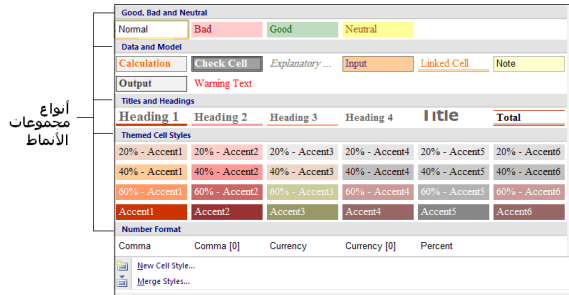 Good, Bad and Neutral
Normal Bad Good Neutral
Data and Model
Calculation Check Cell Explanatory ... Input Linked Cell Note
Output Warning Text
Titles and Headings
Heading 1 Heading 2 Heading 3 Heading 4 Title Total
Themed Cell Styles
20% - Accent1 20% - Accent2 20% - Accent3 20% - Accent4 20% - Accent5 20% - Accent6
40% - Accent1 40% - Accent2 40% - Accent3 40% - Accent4 40% - Accent5 40% - Accent6
60% - Accent1 60% - Accent2 60% - Accent3 60% - Accent4 60% - Accent5 60% - Accent6
Accent1 Accent2 Accent3 Accent4 Accent5 Accent6
Number Format
Comma Comma [0] Currency Currency [0] Percent
New Cell Style...
Merge Styles...
أنواع
مجموعات
الأنماط